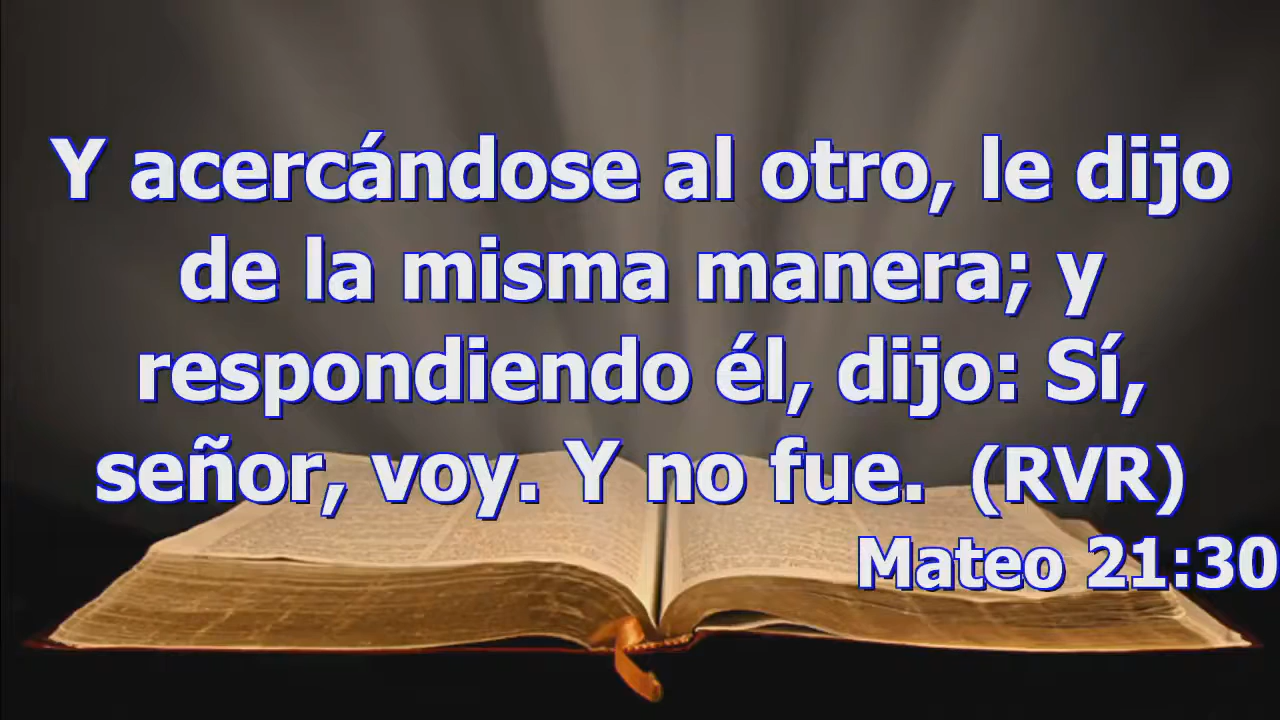 Y acercándose al otro, le dijo
de la misma manera; y
respondiendo él, dijo: Sí,
señor, voy. Y no fue. (RVR)
Mateo 21:30